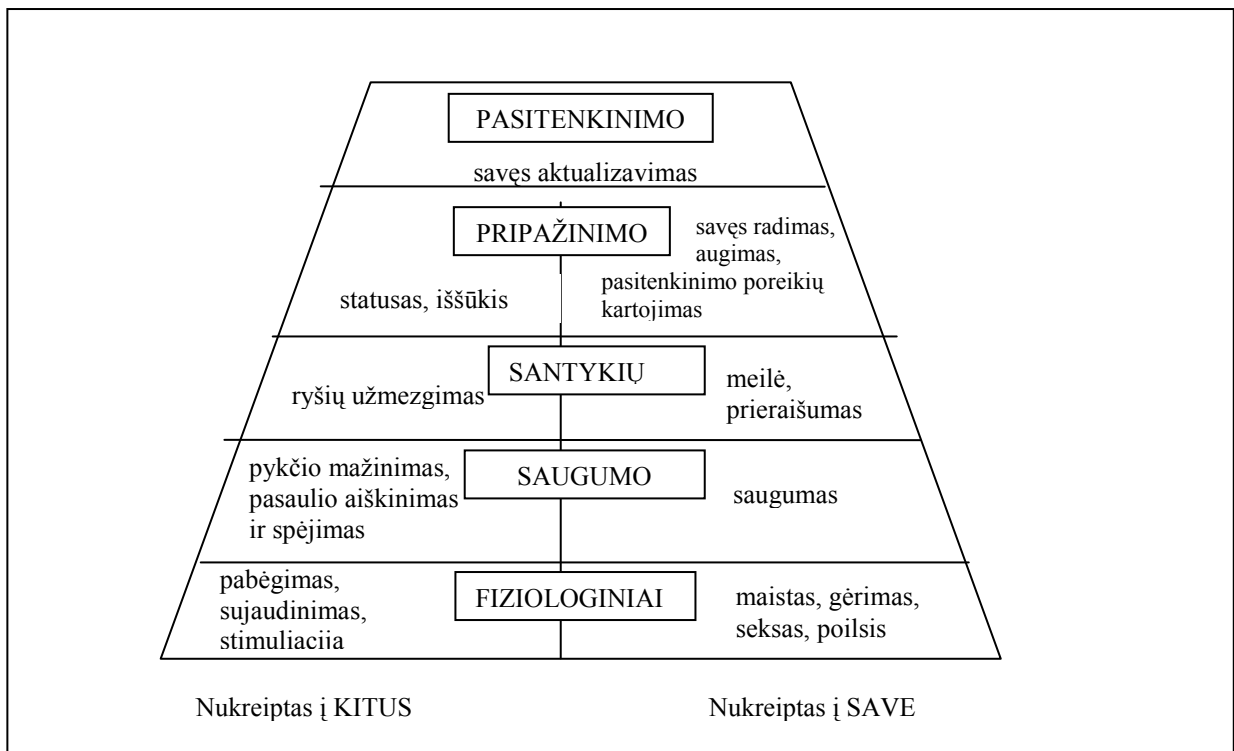 PASITENKINIMO
savęs aktualizavimas
PRIPAŽINIMO
savęs radimas,
augimas,
pasitenkinimo poreikių
kartojimas
statusas, iššūkis
SANTYKIŲ
ryšių užmezgimas
meilė,
prieraišumas
SAUGUMO
pykčio mažinimas,
pasaulio aiškinimas
ir spėjimas
saugumas
FIZIOLOGINIAI
pabėgimas,
sujaudinimas,
stimuliacija
maistas, gėrimas,
seksas, poilsis
Nukreiptas į KITUS
Nukreiptas į SAVE